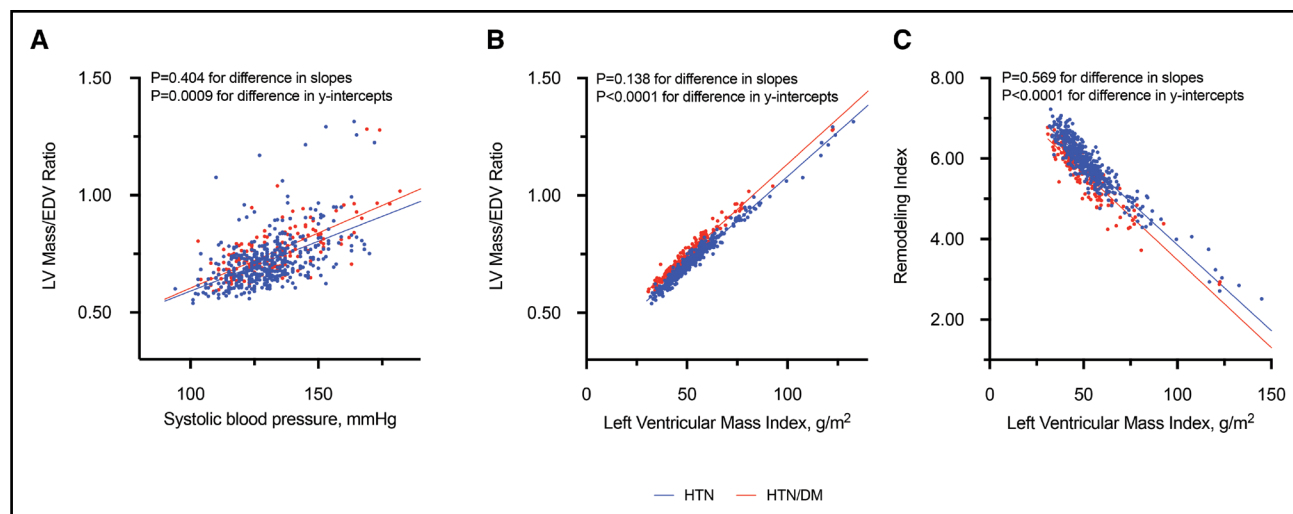 A
P=0.404 for difference in slopes
P=0.0009 for difference in y-intercepts
1.50
1.00
0.50
LV Mass/EDV Ratio
100
150
Systolic blood pressure, mmHg
B
P=0.138 for difference in slopes
P<0.0001 for difference in y-intercepts
1.50
1.00
0.50
LV Mass/EDV Ratio
0
50
100
Left Ventricular Mass Index, g/m²
C
P=0.569 for difference in slopes
P<0.0001 for difference in y-intercepts
8.00
6.00
4.00
2.00
Remodeling Index
0
50
100
150
Left Ventricular Mass Index, g/m²
HTN
HTN/DM